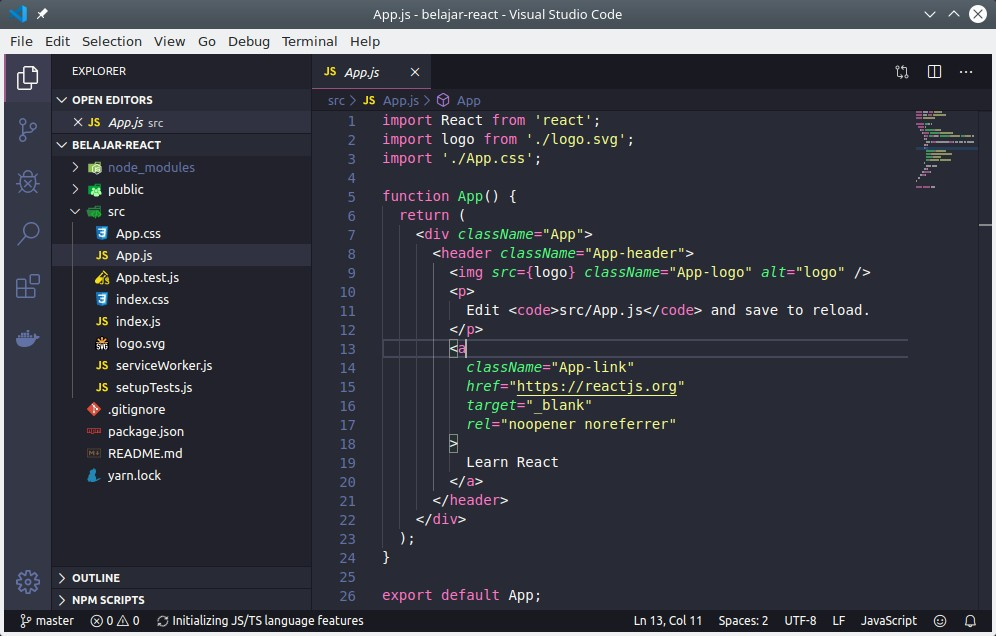 App.js - belajar-react - Visual Studio Code
File Edit Selection View Go Debug Terminal Help
EXPLORER
OPEN EDITORS
JS App.js src
BELAJAR-REACT
node_modules
public
src
App.css
JS App.js
App.test.js
index.css
JS index.js
logo.svg
JS serviceWorker.js
JS setupTests.js
.gitignore
package.json
README.md
yarn.lock
OUTLINE
NPM SCRIPTS
JS App.js
src > JS App.js > App
1 import React from 'react';
2 import logo from './logo.svg';
3 import './App.css';
4
5 function App() {
6 return (
7 <div className="App">
8 <header className="App-header">
9 <img src={logo} className="App-logo" alt="logo" />
10 <p>
11 Edit <code>src/App.js</code> and save to reload.
12 </p>
13 <a
14 className="App-link"
15 href="https://reactjs.org"
16 target="_blank"
17 rel="noopener noreferrer"
18 >
19 Learn React
20 </a>
21 </header>
22 </div>
23 );
24 }
25
26 export default App;
master 0 0 Initializing JS/TS language features Ln 13, Col 11 Spaces: 2 UTF-8 LF JavaScript